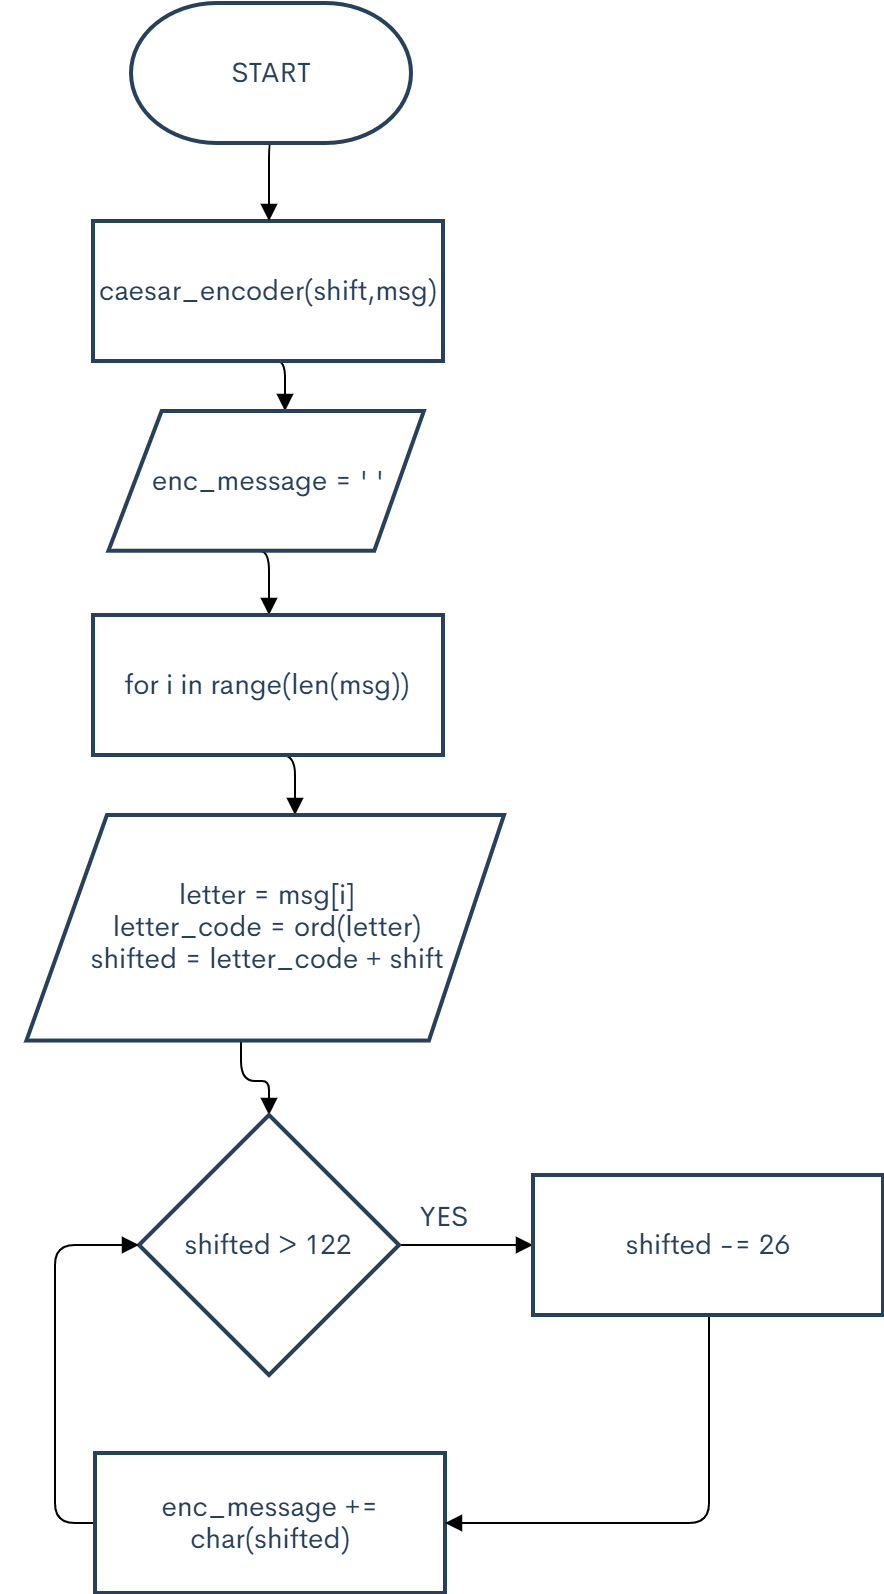 START
caesar_encoder(shift,msg)
enc_message = ' '
for i in range(len(msg))
letter = msg[i]
letter_code = ord(letter)
shifted = letter_code + shift
YES
shifted > 122
shifted -= 26
enc_message +=
char(shifted)